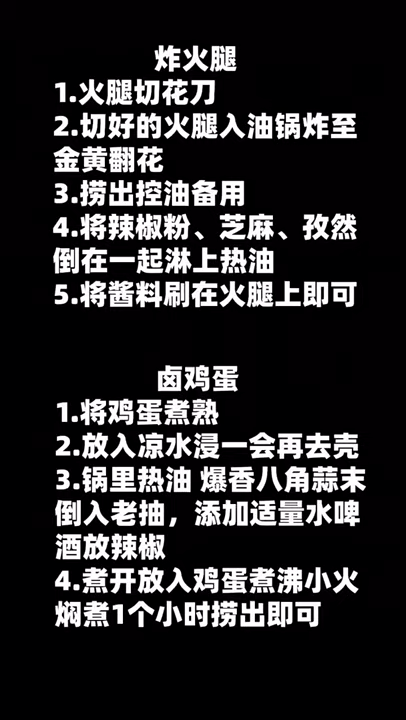 炸火腿
1.火腿切花刀
2.切好的火腿入油锅炸至
金黄翻花
3.捞出控油备用
4.将辣椒粉、芝麻、孜然
倒在一起淋上热油
5.将酱料刷在火腿上即可
卤鸡蛋
1.将鸡蛋煮熟
2.放入凉水浸一会再去壳
3.锅里热油 爆香八角蒜末
倒入老抽，添加适量水啤
酒放辣椒
4.煮开放入鸡蛋煮沸小火
焖煮1个小时捞出即可